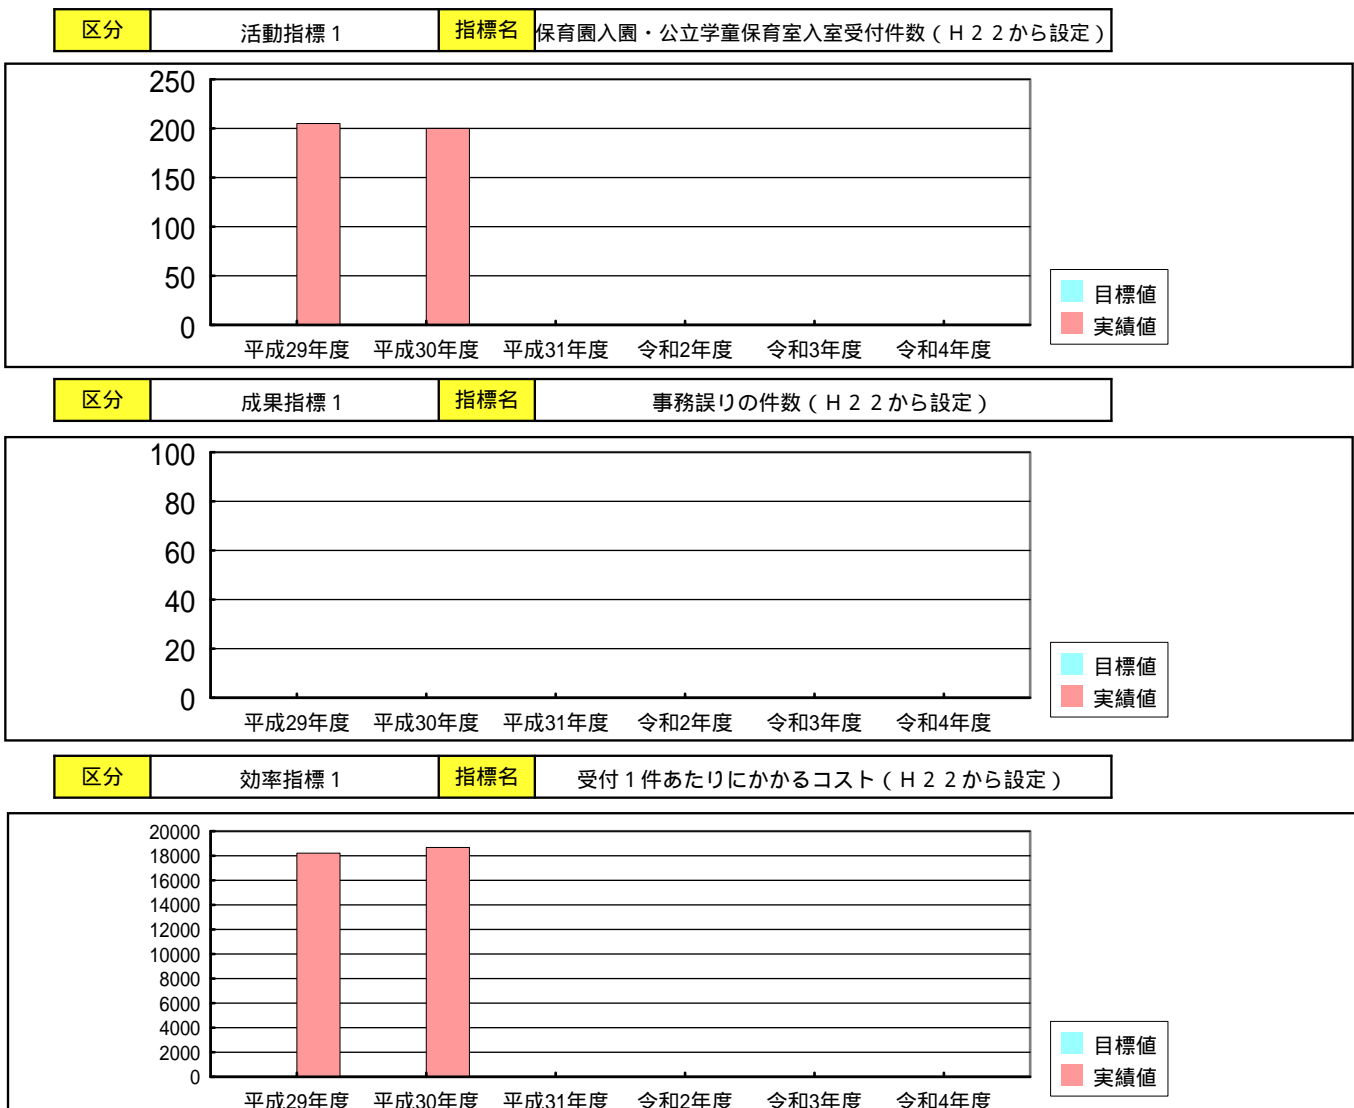 区分 活動指標１ 指標名 保育園入園・公立学童保育室入室受付件数（Ｈ２２から設定）
250
200
150
100
50
0
平成29年度 平成30年度 平成31年度 令和2年度 令和3年度 令和4年度
目標値
実績値
区分 成果指標１ 指標名 事務誤りの件数（Ｈ２２から設定）
100
80
60
40
20
0
平成29年度 平成30年度 平成31年度 令和2年度 令和3年度 令和4年度
目標値
実績値
区分 効率指標１ 指標名 受付１件あたりにかかるコスト（Ｈ２２から設定）
20000
18000
16000
14000
12000
10000
8000
6000
4000
2000
0
平成29年度 平成30年度 平成31年度 令和2年度 令和3年度 令和4年度
目標値
実績値